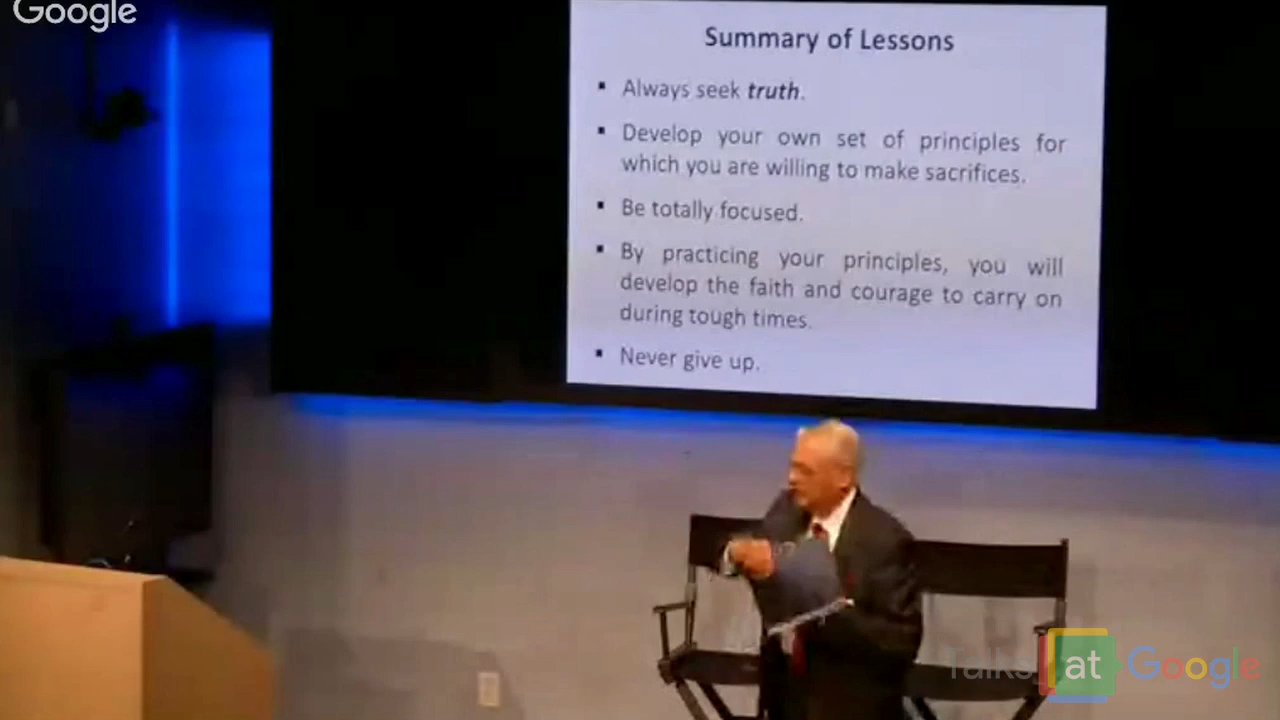 Google
Summary of Lessons
▪ Always seek truth.
▪ Develop your own set of principles for
which you are willing to make sacrifices.
▪ Be totally focused.
▪ By practicing your principles, you will
develop the faith and courage to carry on
during tough times.
▪ Never give up.
Talks at Google